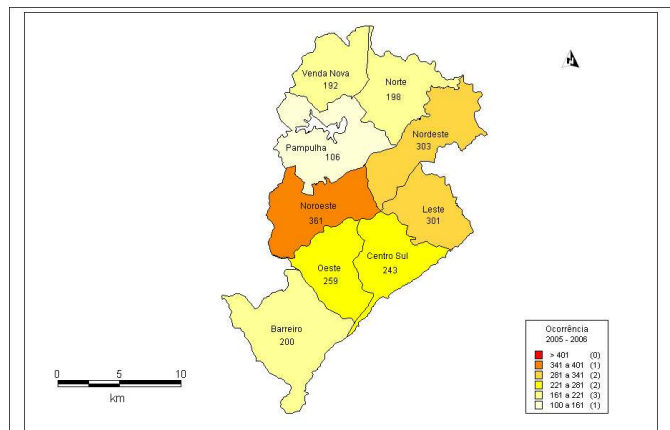 Venda Nova
192
Norte
198
Nordeste
303
Pampulha
106
Noroeste
361
Leste
301
Oeste
259
Centro Sul
243
Barreiro
200
0 5 10
km
Ocorrência
2005 - 2006
> 401 (0)
341 a 401 (1)
281 a 341 (2)
221 a 281 (2)
161 a 221 (3)
100 a 161 (1)